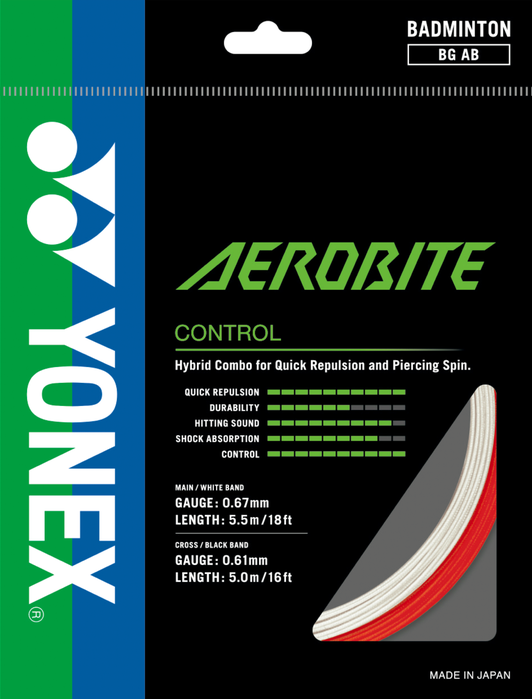 BADMINTON
BG AB
YONEX®
AEROBITE
CONTROL
Hybrid Combo for Quick Repulsion and Piercing Spin.
QUICK REPULSION
DURABILITY
HITTING SOUND
SHOCK ABSORPTION
CONTROL
MAIN / WHITE BAND
GAUGE: 0.67mm
LENGTH: 5.5m/18ft
CROSS / BLACK BAND
GAUGE: 0.61mm
LENGTH: 5.0m/16ft
MADE IN JAPAN